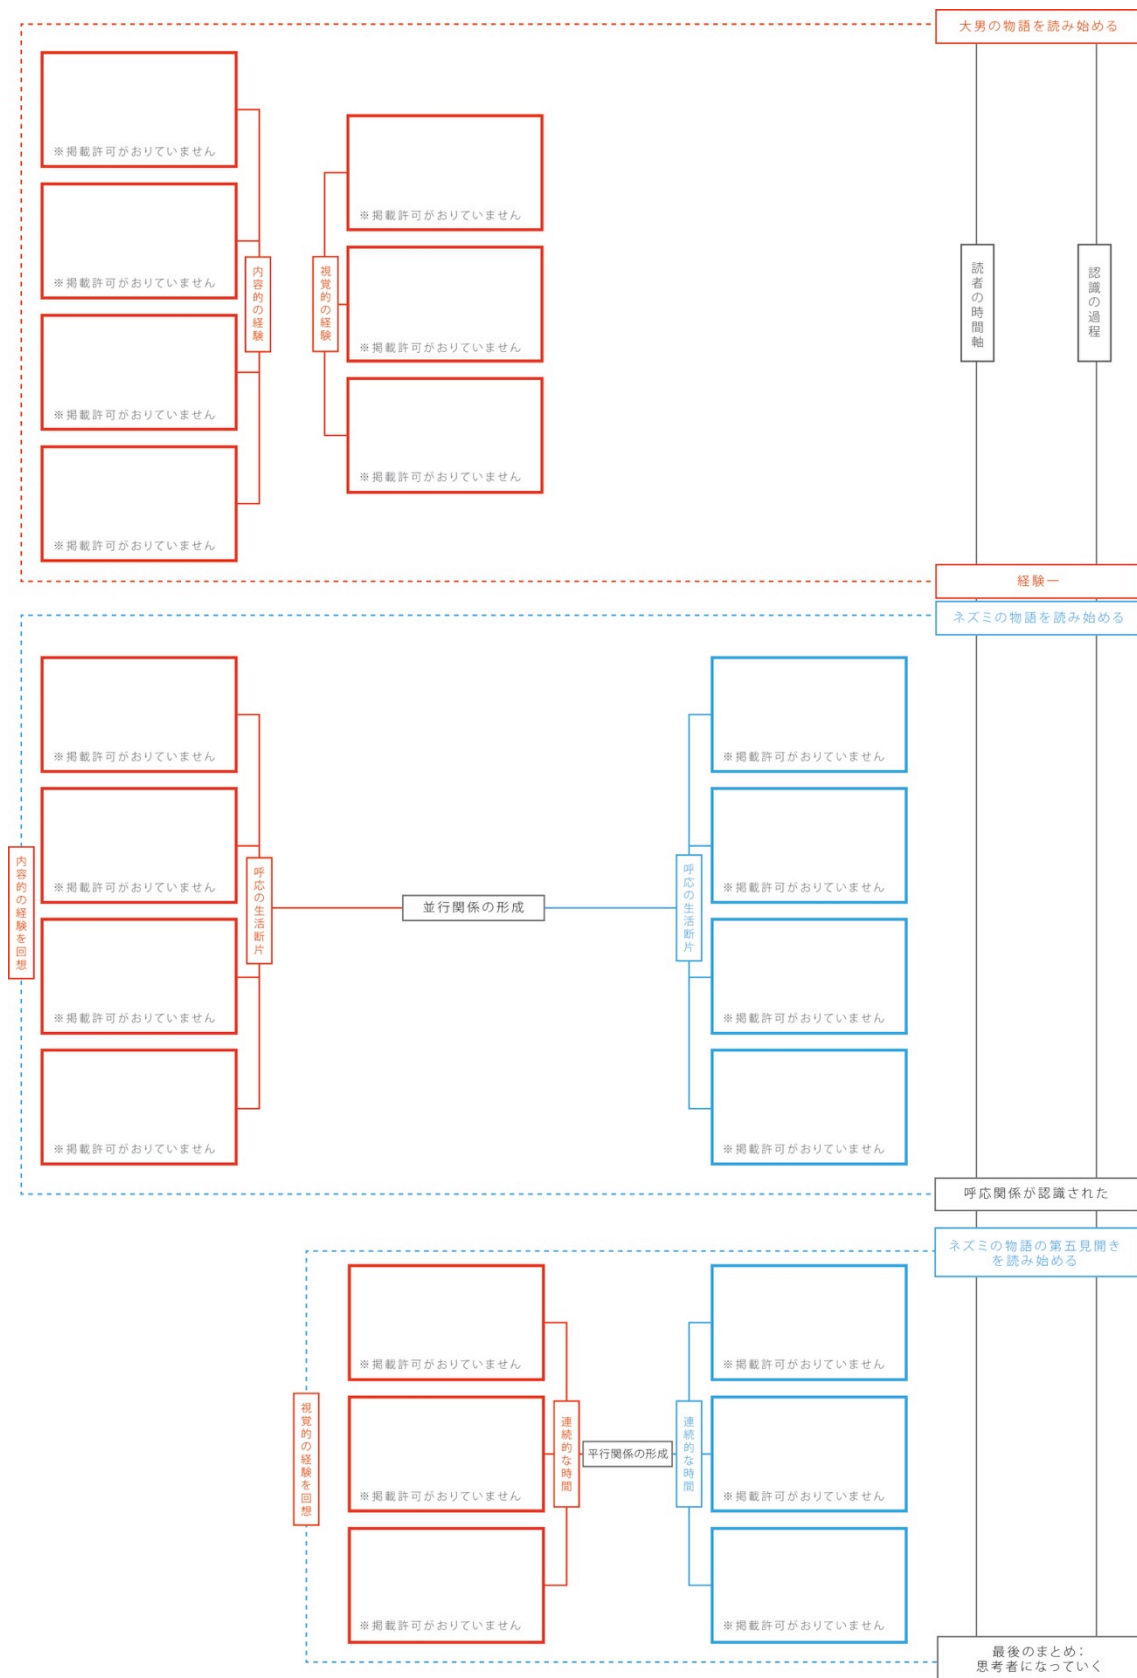 大男の物語を読み始める
※掲載許可がおりていません
※掲載許可がおりていません
※掲載許可がおりていません
※掲載許可がおりていません
内容的の経験
視覚的の経験
※掲載許可がおりていません
※掲載許可がおりていません
※掲載許可がおりていません
読者の時間軸
認識の過程
経験一
ネズミの物語を読み始める
内容的の経験を回想
※掲載許可がおりていません
※掲載許可がおりていません
※掲載許可がおりていません
※掲載許可がおりていません
呼応の生活断片
並行関係の形成
呼応の生活断片
※掲載許可がおりていません
※掲載許可がおりていません
※掲載許可がおりていません
※掲載許可がおりていません
呼応関係が認識された
ネズミの物語の第五見開き
を読み始める
視覚的の経験を回想
※掲載許可がおりていません
※掲載許可がおりていません
※掲載許可がおりていません
連続的な時間
平行関係の形成
連続的な時間
※掲載許可がおりていません
※掲載許可がおりていません
※掲載許可がおりていません
最後のまとめ：
思考者になっていく